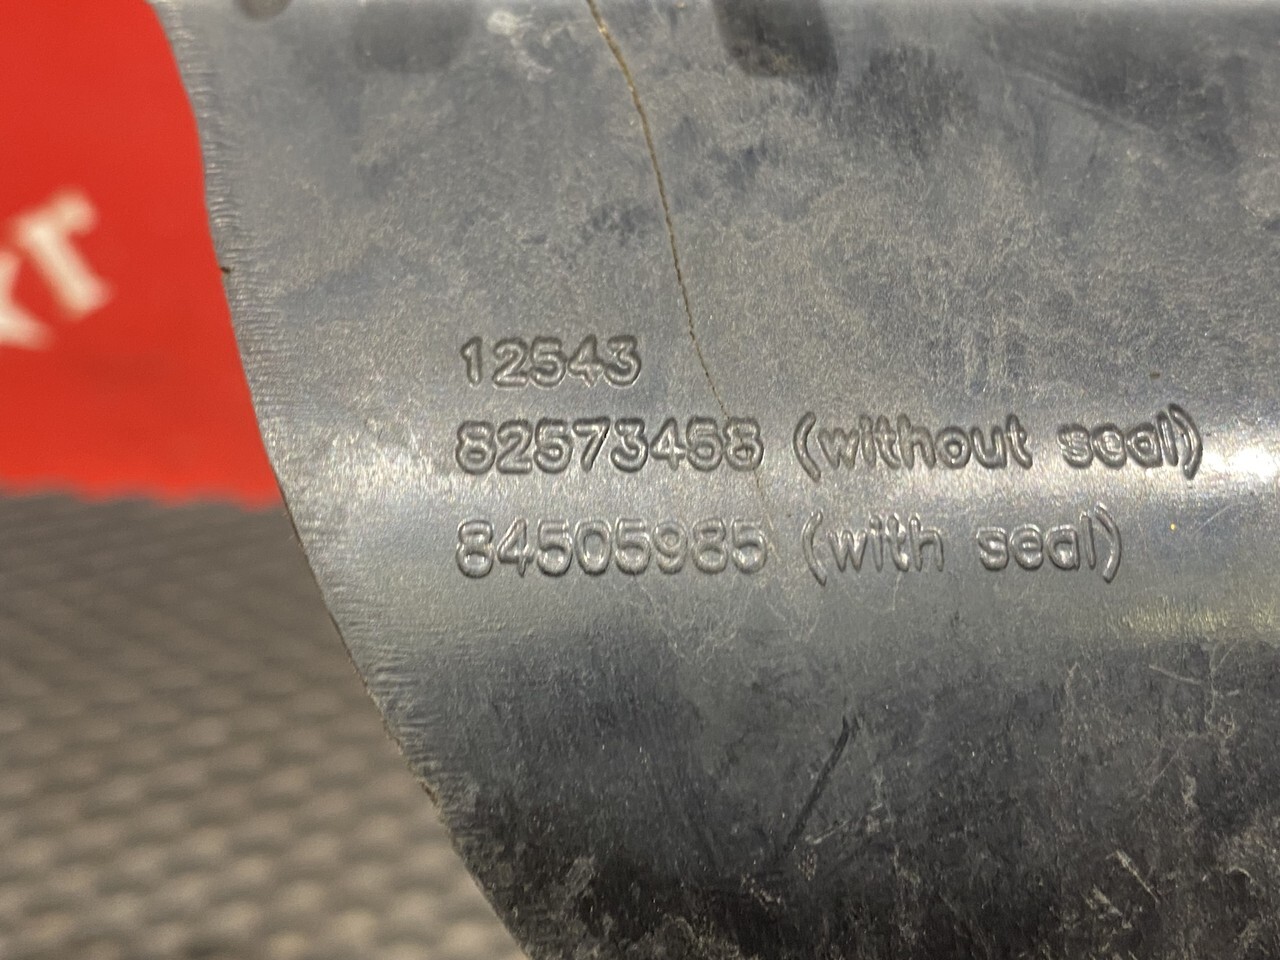 12543
82573458 (without seal)
84505985 (with seal)